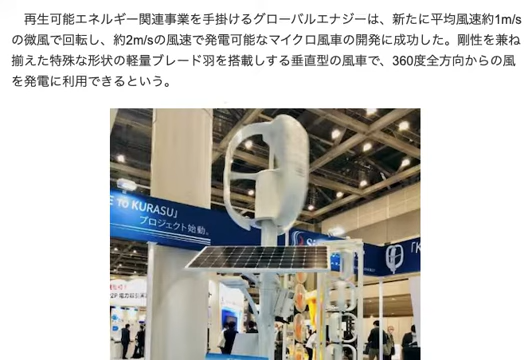 再生可能エネルギー関連事業を手掛けるグローバルエナジーは、新たに平均風速約1m/s
の微風で回転し、約2m/sの風速で発電可能なマイクロ風車の開発に成功した。剛性を兼ね
揃えた特殊な形状の軽量ブレード羽を搭載しする垂直型の風車で、360度全方向からの風
を発電に利用できるという。
TO KURASU」
プロジェクト始動。
「K